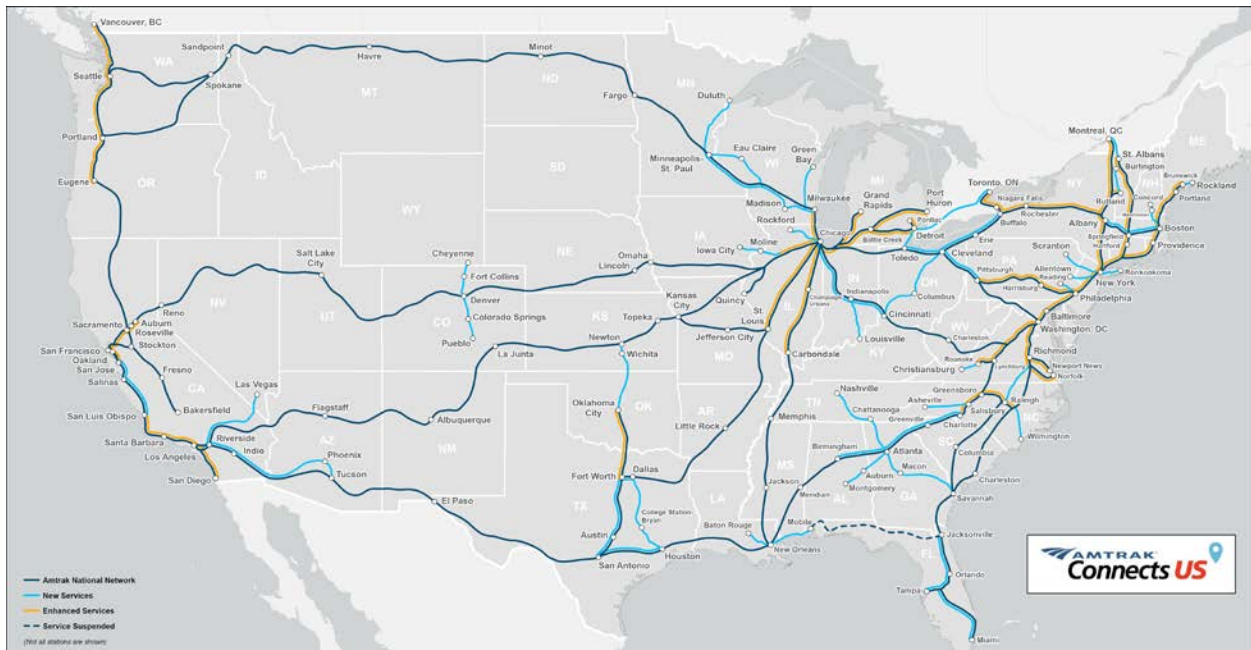 Vancouver, BC
Seattle
WA
Spokane
Sandpoint
Havre
MT
Minot
ND
Fargo
MN
Duluth
Minneapolis-
St. Paul
Eau Claire
WI
Green
Bay
Portland
Eugene
OR
ID
WY
SD
Madison
Rockford
Milwaukee
MI
Grand
Rapids
Port
Huron
Pontiac
Battle Creek
Detroit
Toronto, ON
Niagara Falls
Rochester
Buffalo
NY
Montreal, QC
St. Albans
Burlington
Rutland
NH
Concord
ME
Brunswick
Rockland
Portland
Albany
Boston
Springfield
Hartford
Providence
Ronkonkoma
New York
Scranton
Allentown
Reading
Philadelphia
Harrisburg
PA
Pittsburgh
Erie
Cleveland
Toledo
OH
Columbus
Chicago
IA
Moline
Iowa City
Omaha
Lincoln
NE
Cheyenne
Fort Collins
Denver
Colorado Springs
CO
Pueblo
Salt Lake
City
UT
NV
Reno
Sacramento
Auburn
Roseville
Stockton
San Francisco
Oakland
San Jose
Salinas
Fresno
CA
Bakersfield
San Luis Obispo
Santa Barbara
Los Angeles
San Diego
Las Vegas
Riverside
Indio
Flagstaff
AZ
Phoenix
Tucson
Albuquerque
NM
El Paso
La Junta
KS
Newton
Wichita
Topeka
Kansas
City
Jefferson City
MO
Quincy
St.
Louis
IL
Champaign-
Urbana
Carbondale
IN
Indianapolis
Cincinnati
Louisville
KY
WV
Charleston
Baltimore
Washington, DC
Richmond
Newport News
Norfolk
Roanoke
Lynchburg
Christiansburg
Greensboro
Raleigh
NC
Asheville
Salisbury
Greenville
Charlotte
Wilmington
SC
Columbia
Charleston
Savannah
Nashville
TN
Chattanooga
Memphis
Birmingham
Atlanta
Macon
Auburn
Montgomery
AL
GA
Jackson
MS
Meridian
Oklahoma
City
OK
AR
Little Rock
Fort Worth
Dallas
TX
College Station-
Bryan
Austin
San Antonio
Houston
LA
Baton Rouge
New Orleans
Mobile
Jacksonville
FL
Orlando
Tampa
Miami
Amtrak National Network
New Services
Enhanced Services
Service Suspended
(Not all stations are shown)
AMTRAK
Connects US